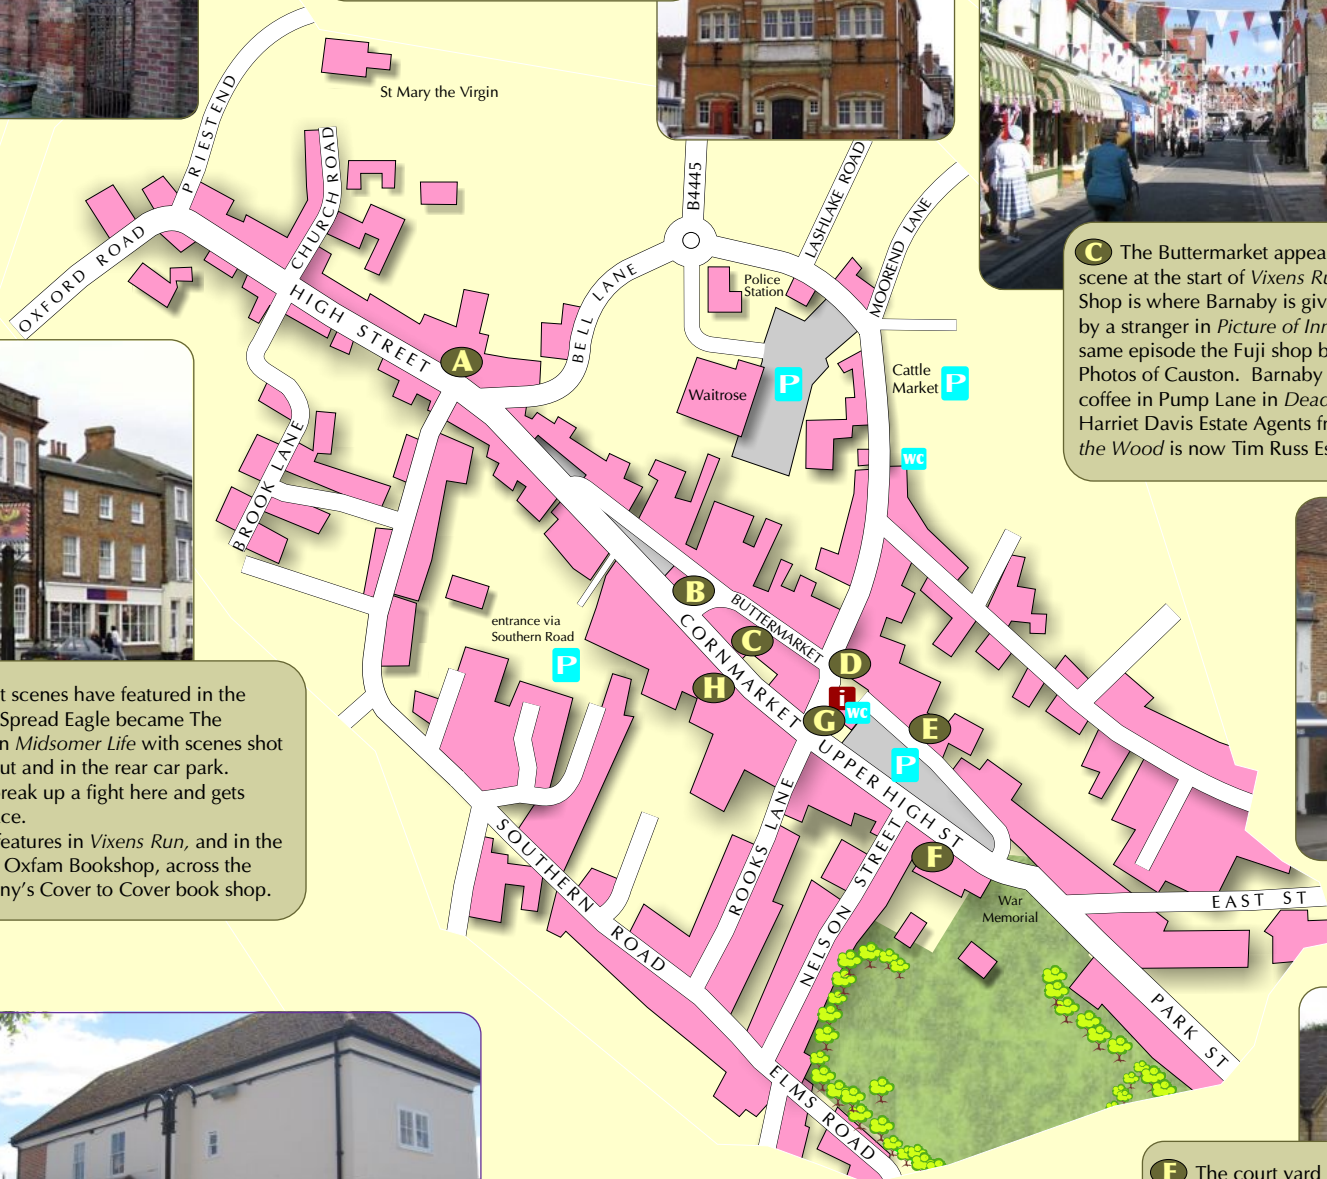 St Mary the Virgin
PRIESTEND
CHURCH ROAD
OXFORD ROAD
HIGH STREET
A
BELL LANE
B4445
LASHLAKE ROAD
MOOREND LANE
Police
Station
Waitrose
P
Cattle
Market
P
wc
BROOK LANE
entrance via
Southern Road
P
B
BUTTERMARKET
C
CORNMARKET
D
H
i
wc
G
E
P
UPPER HIGH ST
F
War
Memorial
ROOKS LANE
NELSON STREET
SOUTHERN ROAD
ELMS ROAD
EAST ST
PARK ST
C The Buttermarket appea
scene at the start of Vixens Ru
Shop is where Barnaby is giv
by a stranger in Picture of Inn
same episode the Fuji shop b
Photos of Causton. Barnaby
coffee in Pump Lane in Dead
Harriet Davis Estate Agents fr
the Wood is now Tim Russ Es
t scenes have featured in the
Spread Eagle became The
n Midsomer Life with scenes shot
ut and in the rear car park.
reak up a fight here and gets
ce.
features in Vixens Run, and in the
Oxfam Bookshop, across the
ny's Cover to Cover book shop.
F The court yard